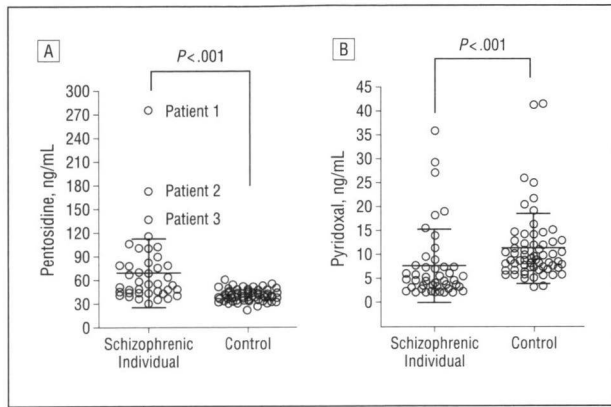 A
P<.001
Pentosidine, ng/mL
300
270
240
210
180
150
120
90
60
30
0
Patient 1
Patient 2
Patient 3
Schizophrenic
Individual
Control
B
P<.001
Pyridoxal, ng/mL
45
40
35
30
25
20
15
10
5
0
Schizophrenic
Individual
Control